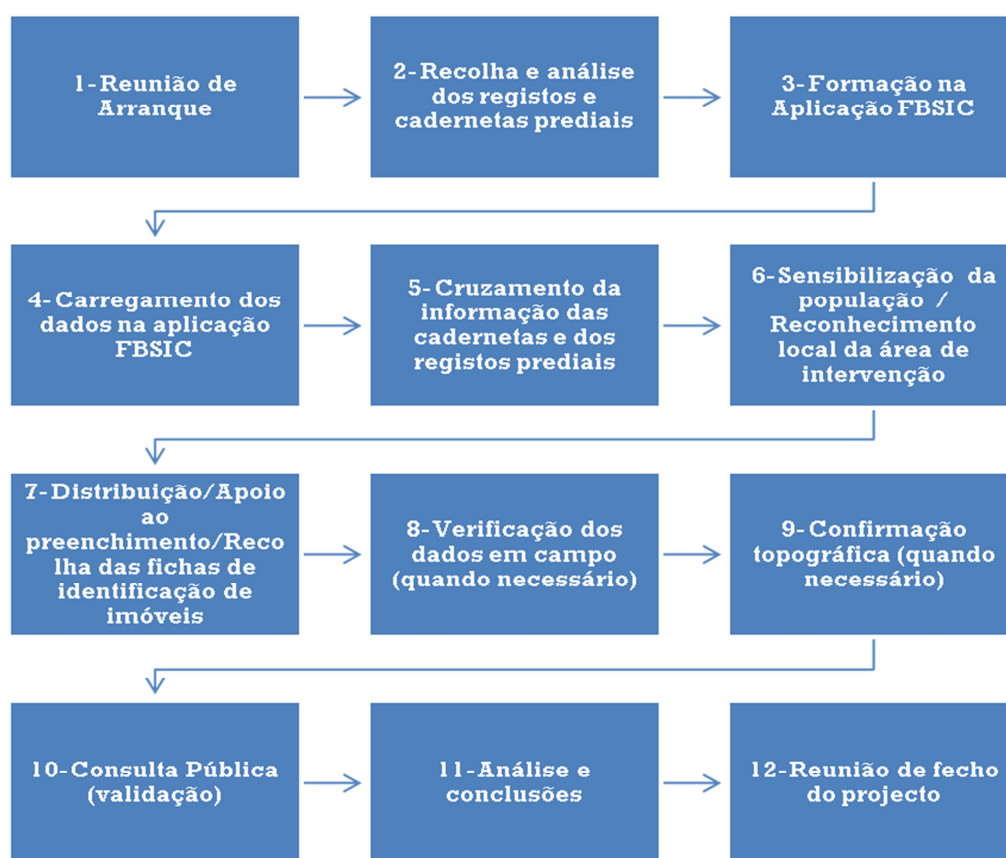 1-Reunião de
Arranque
2-Recolha e análise
dos registos e
cadernetas prediais
3-Formação na
Aplicação FBSIC
4-Carregamento dos
dados na aplicação
FBSIC
5-Cruzamento da
informação das
cadernetas e dos
registos prediais
6-Sensibilização da
população /
Reconhecimento
local da área de
intervenção
7-Distribuição/Apoio
ao
preenchimento/Reco
lha das fichas de
identificação de
imóveis
8-Verificação dos
dados em campo
(quando necessário)
9-Confirmação
topográfica (quando
necessário)
10-Consulta Pública
(validação)
11-Análise e
conclusões
12-Reunião de fecho
do projecto